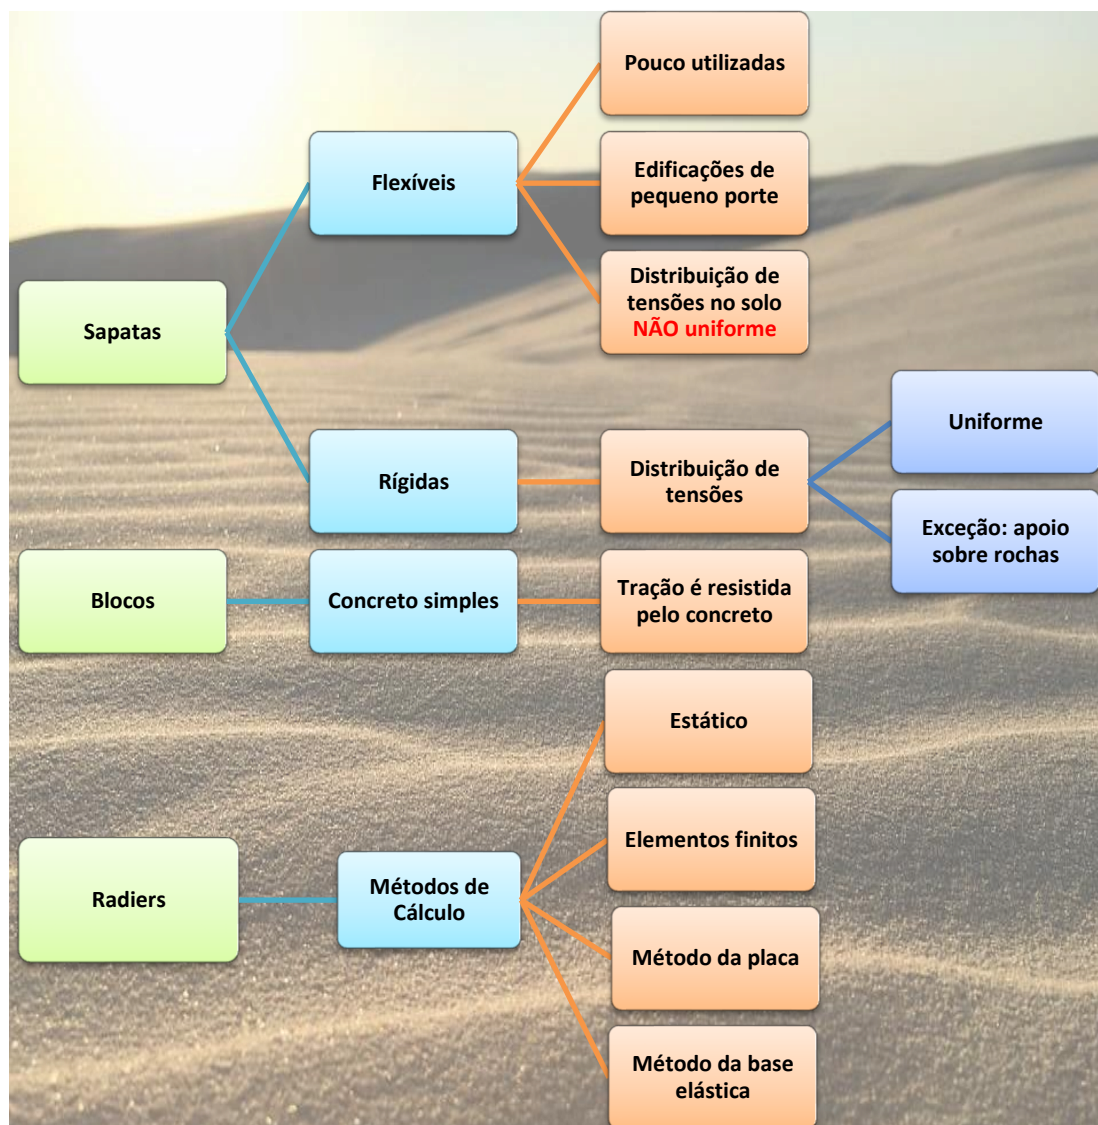 Pouco utilizadas
Flexíveis
Edificações de
pequeno porte
Distribuição de
tensões no solo
NÃO uniforme
Sapatas
Uniforme
Rígidas
Distribuição de
tensões
Exceção: apoio
sobre rochas
Blocos
Concreto simples
Tração é resistida
pelo concreto
Estático
Elementos finitos
Radiers
Métodos de
Cálculo
Método da placa
Método da base
elástica